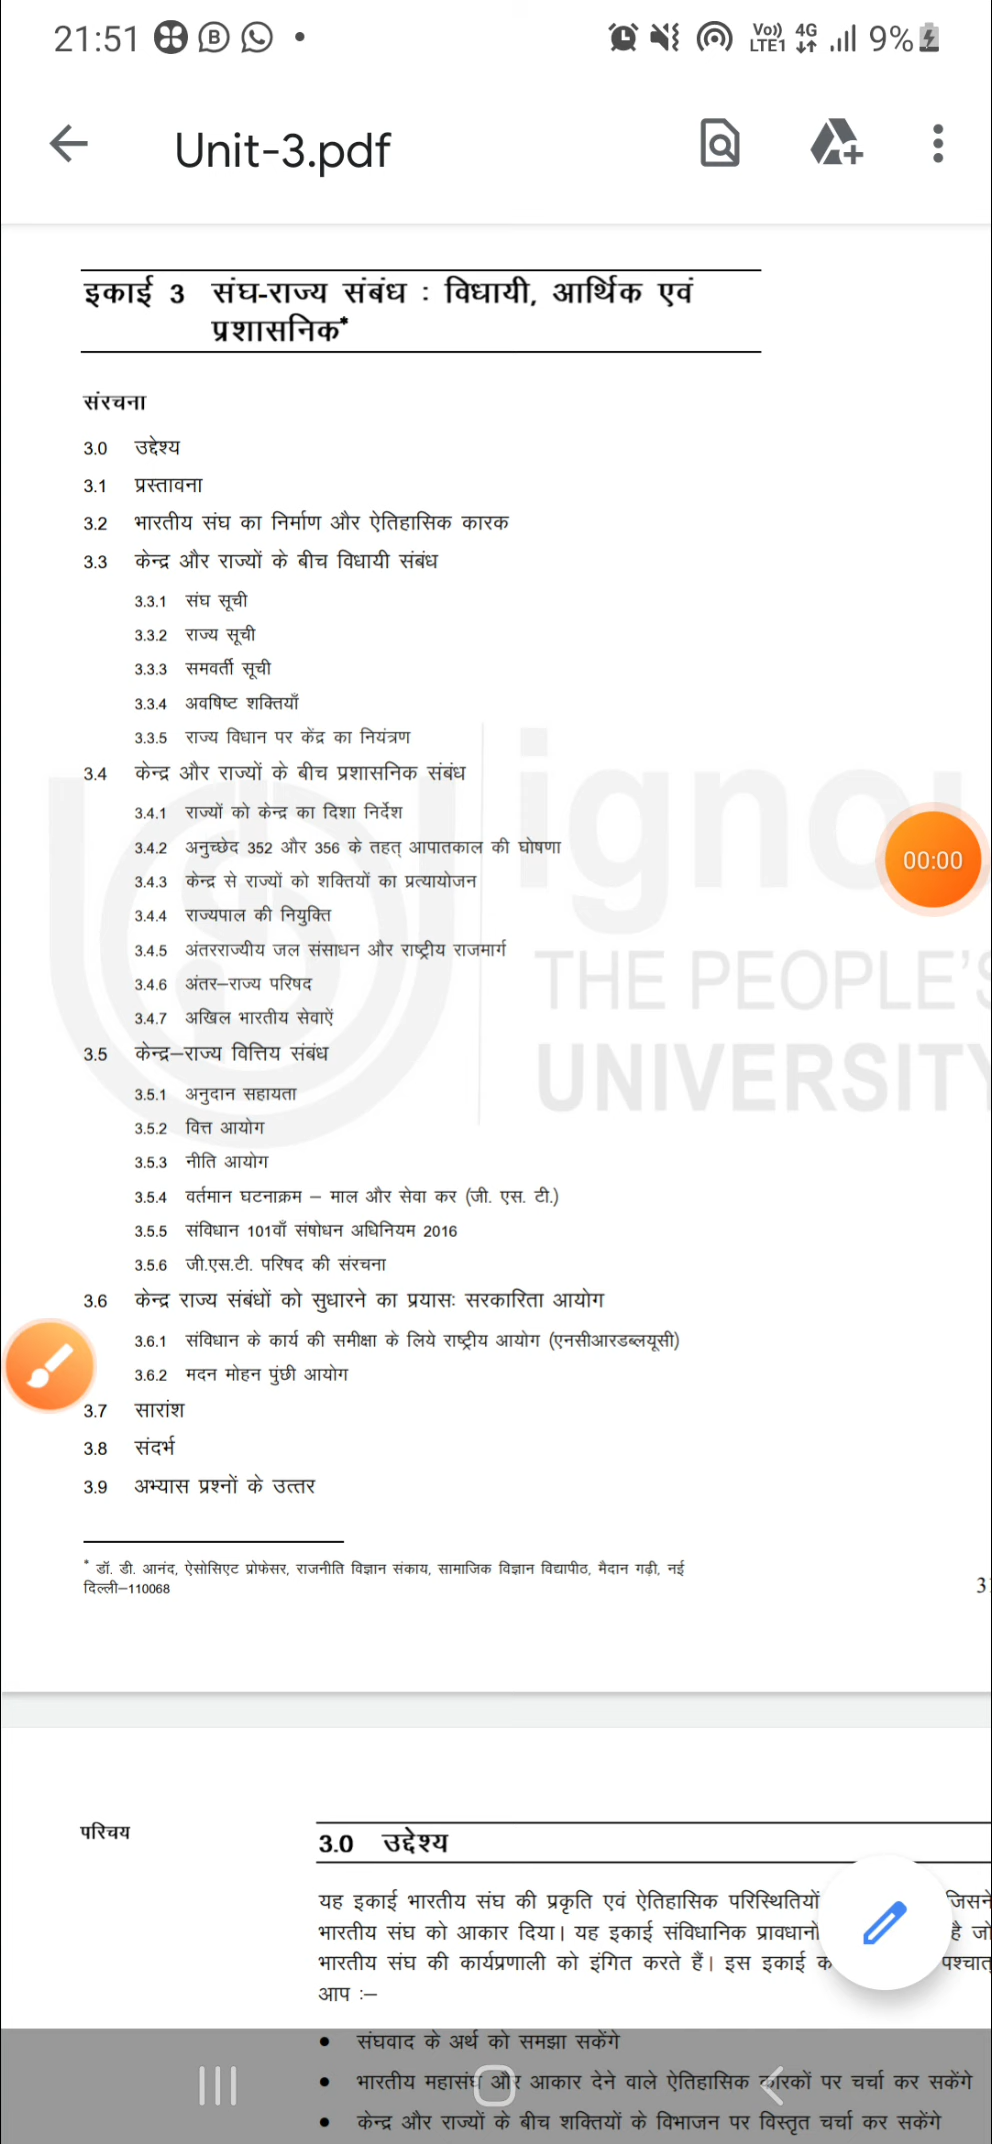 21:51
Vo)) LTE1 4G 9%
Unit-3.pdf
इकाई 3 संघ-राज्य संबंध : विधायी, आर्थिक एवं
प्रशासनिक*
संरचना
3.0 उद्देश्य
3.1 प्रस्तावना
3.2 भारतीय संघ का निर्माण और ऐतिहासिक कारक
3.3 केन्द्र और राज्यों के बीच विधायी संबंध
3.3.1 संघ सूची
3.3.2 राज्य सूची
3.3.3 समवर्ती सूची
3.3.4 अवषिष्ट शक्तियाँ
3.3.5 राज्य विधान पर केंद्र का नियंत्रण
3.4 केन्द्र और राज्यों के बीच प्रशासनिक संबंध
3.4.1 राज्यों को केन्द्र का दिशा निर्देश
3.4.2 अनुच्छेद 352 और 356 के तहत् आपातकाल की घोषणा
3.4.3 केन्द्र से राज्यों को शक्तियों का प्रत्यायोजन
3.4.4 राज्यपाल की नियुक्ति
3.4.5 अंतरराज्यीय जल संसाधन और राष्ट्रीय राजमार्ग
3.4.6 अंतर–राज्य परिषद
3.4.7 अखिल भारतीय सेवाऐं
3.5 केन्द्र–राज्य वित्तिय संबंध
3.5.1 अनुदान सहायता
3.5.2 वित्त आयोग
3.5.3 नीति आयोग
3.5.4 वर्तमान घटनाक्रम – माल और सेवा कर (जी. एस. टी.)
3.5.5 संविधान 101वाँ संषोधन अधिनियम 2016
3.5.6 जी.एस.टी. परिषद की संरचना
3.6 केन्द्र राज्य संबंधों को सुधारने का प्रयासः सरकारिता आयोग
3.6.1 संविधान के कार्य की समीक्षा के लिये राष्ट्रीय आयोग (एनसीआरडब्लयूसी)
3.6.2 मदन मोहन पुंछी आयोग
3.7 सारांश
3.8 संदर्भ
3.9 अभ्यास प्रश्नों के उत्तर
ignou
THE PEOPLE'S
UNIVERSITY
00:00
* डॉ. डी. आनंद, ऐसोसिएट प्रोफेसर, राजनीति विज्ञान संकाय, सामाजिक विज्ञान विद्यापीठ, मैदान गढ़ी, नई
दिल्ली–110068
3
परिचय
3.0 उद्देश्य
यह इकाई भारतीय संघ की प्रकृति एवं ऐतिहासिक परिस्थितियों जिसने
भारतीय संघ को आकार दिया। यह इकाई संविधानिक प्रावधानों है जो
भारतीय संघ की कार्यप्रणाली को इंगित करते हैं। इस इकाई पश्चात
आप :–
• संघवाद के अर्थ को समझा सकेंगे
• भारतीय महासंघ और आकार देने वाले ऐतिहासिक कारकों पर चर्चा कर सकेंगे
• केन्द्र और राज्यों के बीच शक्तियों के विभाजन पर विस्तृत चर्चा कर सकेंगे